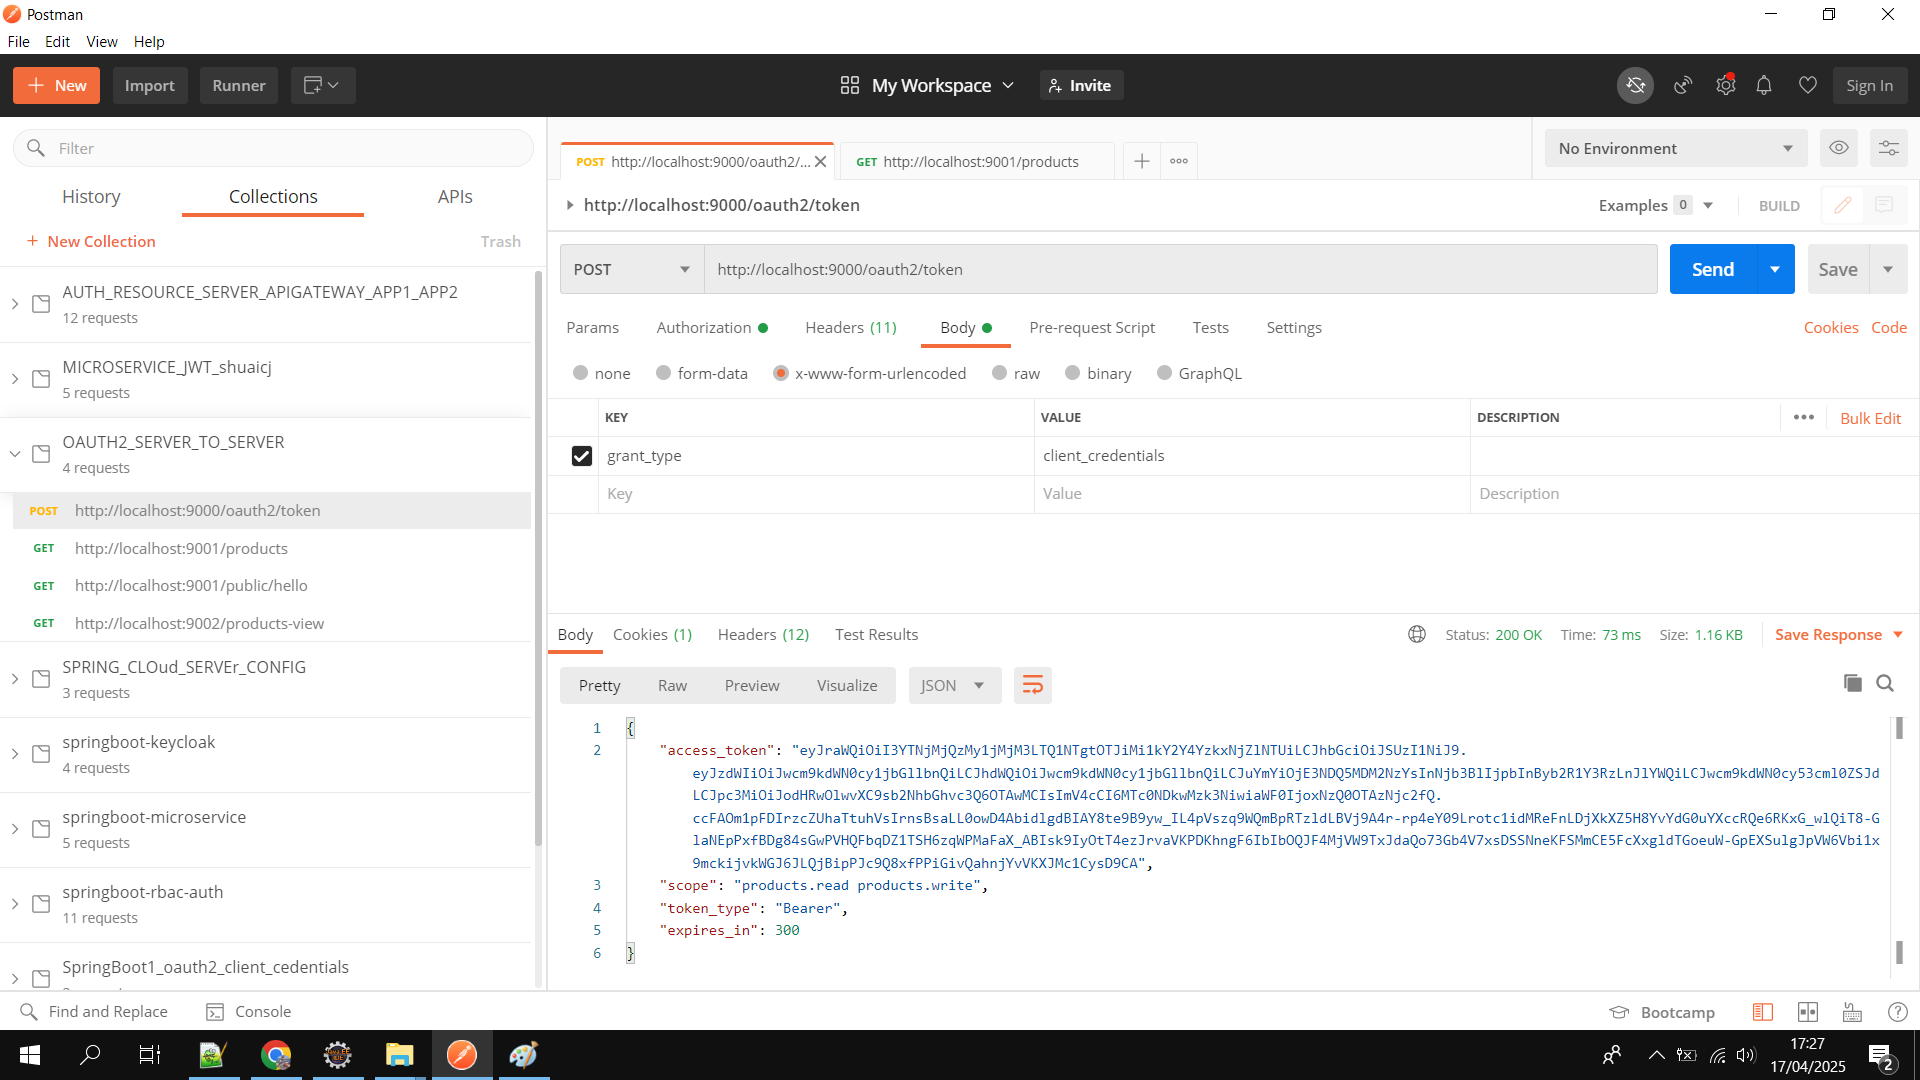 Postman
File Edit View Help
New Import Runner My Workspace Invite Sign In
Filter
History Collections APIs
+ New Collection Trash
AUTH_RESOURCE_SERVER_APIGATEWAY_APP1_APP2
12 requests
MICROSERVICE_JWT_shuaicj
5 requests
OAUTH2_SERVER_TO_SERVER
4 requests
POST http://localhost:9000/oauth2/token
GET http://localhost:9001/products
GET http://localhost:9001/public/hello
GET http://localhost:9002/products-view
SPRING_CLOud_SERVEr_CONFIG
3 requests
springboot-keycloak
4 requests
springboot-microservice
5 requests
springboot-rbac-auth
11 requests
SpringBoot1_oauth2_client_cedentials
POST http://localhost:9000/oauth2/... GET http://localhost:9001/products No Environment
http://localhost:9000/oauth2/token Examples 0 BUILD
POST http://localhost:9000/oauth2/token Send Save
Params Authorization Headers (11) Body Pre-request Script Tests Settings Cookies Code
none form-data x-www-form-urlencoded raw binary GraphQL
KEY VALUE DESCRIPTION Bulk Edit
grant_type client_credentials
Key Value Description
Body Cookies (1) Headers (12) Test Results Status: 200 OK Time: 73 ms Size: 1.16 KB Save Response
Pretty Raw Preview Visualize JSON
1 {
2 "access_token": "eyJraWQiOiI3YTNjMjQzMy1jMjM3LTQ1NTgtOTJiMi1kY2Y4YzkxNjZlNTUiLCJhbGciOiJSUzI1NiJ9.
eyJzdWIiOiJwcm9kdWN0cy1jbGllbnQiLCJhdWQiOiJwcm9kdWN0cy1jbGllbnQiLCJuYmYiOjE3NDQ5MDM2NzYsInNjb3BlIjpbInByb2R1Y3RzLnJlYWQiLCJwcm9kdWN0cy53cml0ZSJd
LCJpc3MiOiJodHRwOlwvXC9sb2NhbGhvc3Q6OTAwMCIsImV4cCI6MTc0NDkwMzk3NiwiaWF0IjoxNzQ0OTAzNjc2fQ.
ccFAOm1pFDIrzcZUhaTtuhVsIrnsBsaLL0owD4AbidlgdBIAY8te9B9yw_IL4pVszq9WQmBpRTzldLBVj9A4r-rp4eY09Lrotc1idMReFnLDjXkXZ5H8YvYdG0uYXccRQe6RKxG_wlQiT8-G
laNEpPxfBDg84sGwPVHQFbqDZ1TSH6zqWPMaFaX_ABIsk9IyOtT4ezJrvaVKPDKhngF6IbIbOQJF4MjVW9TxJdaQo73Gb4V7xsDSSNneKFSMmCE5FcXxgldTGoeuW-GpEXSulgJpVW6Vbi1x
9mckijvkWGJ6JLQjBipPJc9Q8xfPPiGivQahnjYvVKXJMc1CysD9CA",
3 "scope": "products.read products.write",
4 "token_type": "Bearer",
5 "expires_in": 300
6 }
Find and Replace Console Bootcamp
17:27
17/04/2025
2